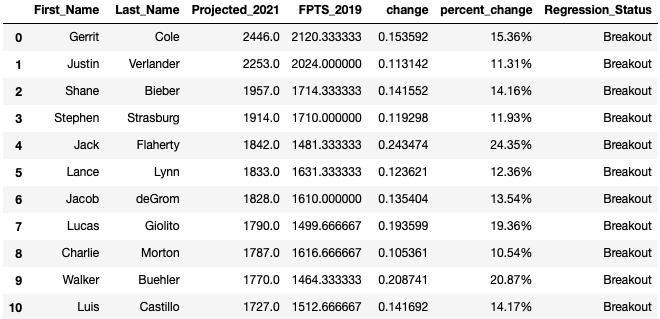 First_Name Last_Name Projected_2021 FPTS_2019 change percent_change Regression_Status
0 Gerrit Cole 2446.0 2120.333333 0.153592 15.36% Breakout
1 Justin Verlander 2253.0 2024.000000 0.113142 11.31% Breakout
2 Shane Bieber 1957.0 1714.333333 0.141552 14.16% Breakout
3 Stephen Strasburg 1914.0 1710.000000 0.119298 11.93% Breakout
4 Jack Flaherty 1842.0 1481.333333 0.243474 24.35% Breakout
5 Lance Lynn 1833.0 1631.333333 0.123621 12.36% Breakout
6 Jacob deGrom 1828.0 1610.000000 0.135404 13.54% Breakout
7 Lucas Giolito 1790.0 1499.666667 0.193599 19.36% Breakout
8 Charlie Morton 1787.0 1616.666667 0.105361 10.54% Breakout
9 Walker Buehler 1770.0 1464.333333 0.208741 20.87% Breakout
10 Luis Castillo 1727.0 1512.666667 0.141692 14.17% Breakout